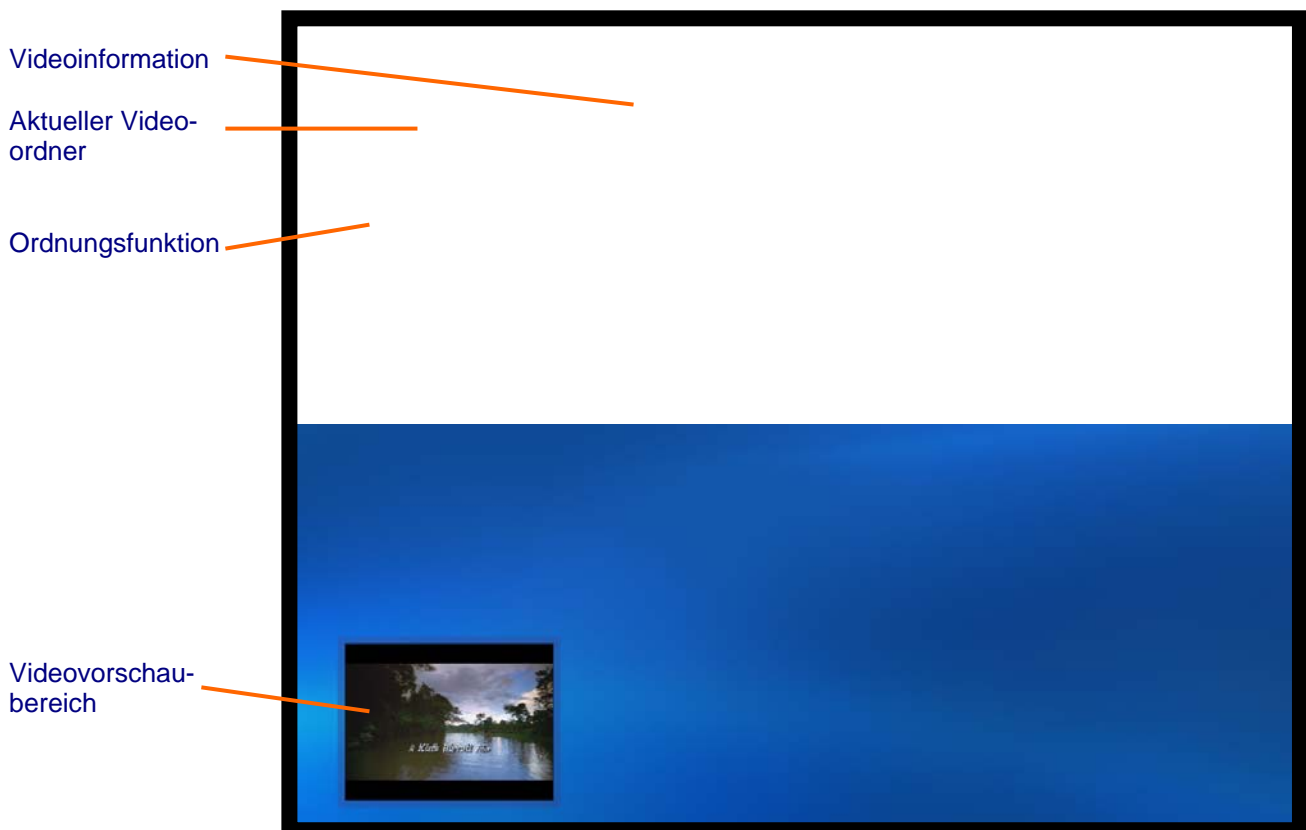 Videoinformation
Aktueller Video-
ordner
Ordnungsfunktion
Videovorschau-
bereich